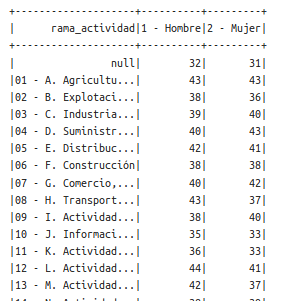 +--------------------+----------+---------+
|      rama_actividad|1 - Hombre|2 - Mujer|
+--------------------+----------+---------+
|                null|        32|       31|
|01 - A. Agricultu...|        43|       43|
|02 - B. Explotaci...|        38|       36|
|03 - C. Industria...|        39|       40|
|04 - D. Suministr...|        40|       43|
|05 - E. Distribuc...|        42|       41|
|06 - F. Construcción|        38|       38|
|07 - G. Comercio,...|        40|       42|
|08 - H. Transport...|        43|       37|
|09 - I. Actividad...|        38|       40|
|10 - J. Informaci...|        35|       33|
|11 - K. Actividad...|        36|       33|
|12 - L. Actividad...|        44|       41|
|13 - M. Actividad...|        42|       37|